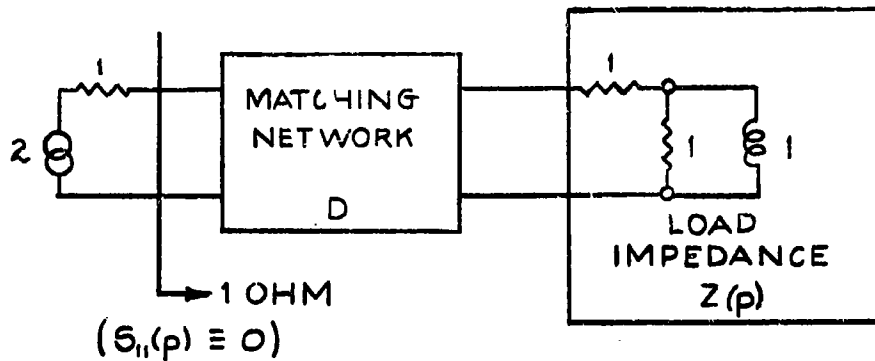 1
2
MATCHING
NETWORK
D
1
1
1
LOAD
IMPEDANCE
Z(p)
1 OHM
(S₁₁(p) ≡ 0)